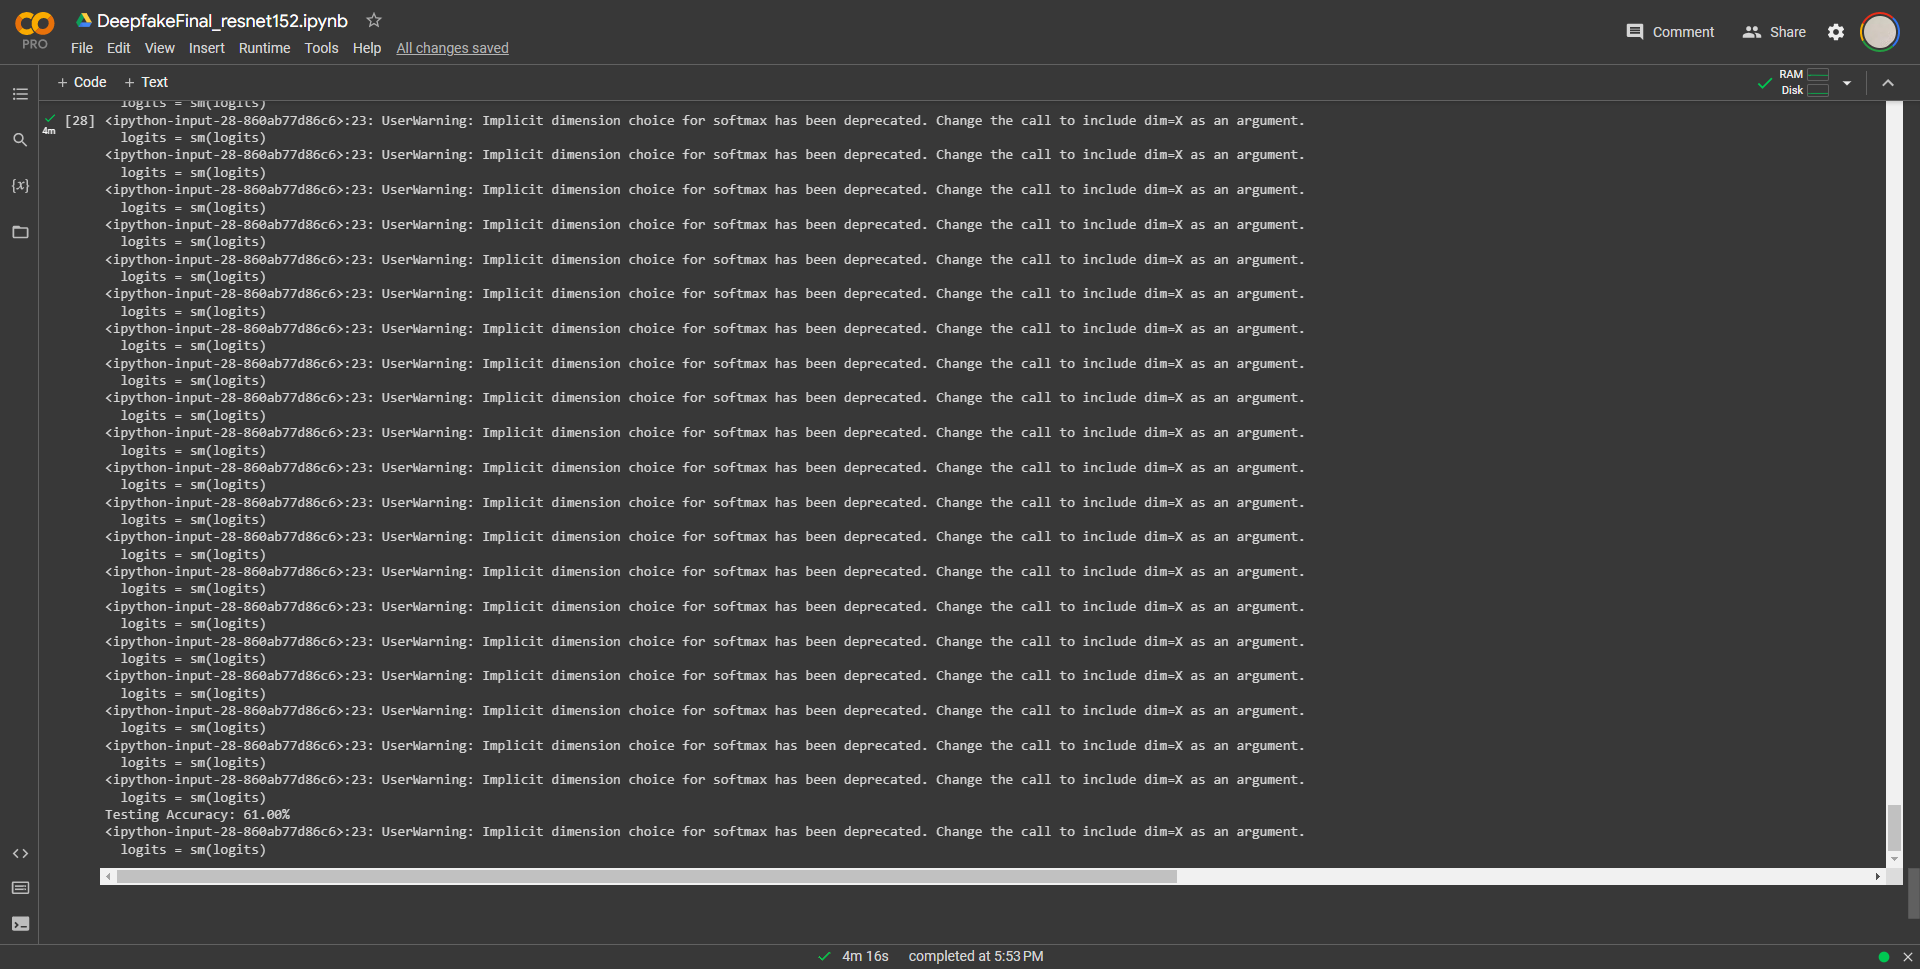 DeepfakeFinal_resnet152.ipynb
PRO
File Edit View Insert Runtime Tools Help All changes saved
Comment Share
+ Code + Text
RAM
Disk
logits = sm(logits)
[28] <ipython-input-28-860ab77d86c6>:23: UserWarning: Implicit dimension choice for softmax has been deprecated. Change the call to include dim=X as an argument.
4m
logits = sm(logits)
<ipython-input-28-860ab77d86c6>:23: UserWarning: Implicit dimension choice for softmax has been deprecated. Change the call to include dim=X as an argument.
logits = sm(logits)
<ipython-input-28-860ab77d86c6>:23: UserWarning: Implicit dimension choice for softmax has been deprecated. Change the call to include dim=X as an argument.
logits = sm(logits)
<ipython-input-28-860ab77d86c6>:23: UserWarning: Implicit dimension choice for softmax has been deprecated. Change the call to include dim=X as an argument.
logits = sm(logits)
<ipython-input-28-860ab77d86c6>:23: UserWarning: Implicit dimension choice for softmax has been deprecated. Change the call to include dim=X as an argument.
logits = sm(logits)
<ipython-input-28-860ab77d86c6>:23: UserWarning: Implicit dimension choice for softmax has been deprecated. Change the call to include dim=X as an argument.
logits = sm(logits)
<ipython-input-28-860ab77d86c6>:23: UserWarning: Implicit dimension choice for softmax has been deprecated. Change the call to include dim=X as an argument.
logits = sm(logits)
<ipython-input-28-860ab77d86c6>:23: UserWarning: Implicit dimension choice for softmax has been deprecated. Change the call to include dim=X as an argument.
logits = sm(logits)
<ipython-input-28-860ab77d86c6>:23: UserWarning: Implicit dimension choice for softmax has been deprecated. Change the call to include dim=X as an argument.
logits = sm(logits)
<ipython-input-28-860ab77d86c6>:23: UserWarning: Implicit dimension choice for softmax has been deprecated. Change the call to include dim=X as an argument.
logits = sm(logits)
<ipython-input-28-860ab77d86c6>:23: UserWarning: Implicit dimension choice for softmax has been deprecated. Change the call to include dim=X as an argument.
logits = sm(logits)
<ipython-input-28-860ab77d86c6>:23: UserWarning: Implicit dimension choice for softmax has been deprecated. Change the call to include dim=X as an argument.
logits = sm(logits)
<ipython-input-28-860ab77d86c6>:23: UserWarning: Implicit dimension choice for softmax has been deprecated. Change the call to include dim=X as an argument.
logits = sm(logits)
<ipython-input-28-860ab77d86c6>:23: UserWarning: Implicit dimension choice for softmax has been deprecated. Change the call to include dim=X as an argument.
logits = sm(logits)
<ipython-input-28-860ab77d86c6>:23: UserWarning: Implicit dimension choice for softmax has been deprecated. Change the call to include dim=X as an argument.
logits = sm(logits)
<ipython-input-28-860ab77d86c6>:23: UserWarning: Implicit dimension choice for softmax has been deprecated. Change the call to include dim=X as an argument.
logits = sm(logits)
<ipython-input-28-860ab77d86c6>:23: UserWarning: Implicit dimension choice for softmax has been deprecated. Change the call to include dim=X as an argument.
logits = sm(logits)
<ipython-input-28-860ab77d86c6>:23: UserWarning: Implicit dimension choice for softmax has been deprecated. Change the call to include dim=X as an argument.
logits = sm(logits)
<ipython-input-28-860ab77d86c6>:23: UserWarning: Implicit dimension choice for softmax has been deprecated. Change the call to include dim=X as an argument.
logits = sm(logits)
<ipython-input-28-860ab77d86c6>:23: UserWarning: Implicit dimension choice for softmax has been deprecated. Change the call to include dim=X as an argument.
logits = sm(logits)
Testing Accuracy: 61.00%
<ipython-input-28-860ab77d86c6>:23: UserWarning: Implicit dimension choice for softmax has been deprecated. Change the call to include dim=X as an argument.
logits = sm(logits)
4m 16s completed at 5:53 PM